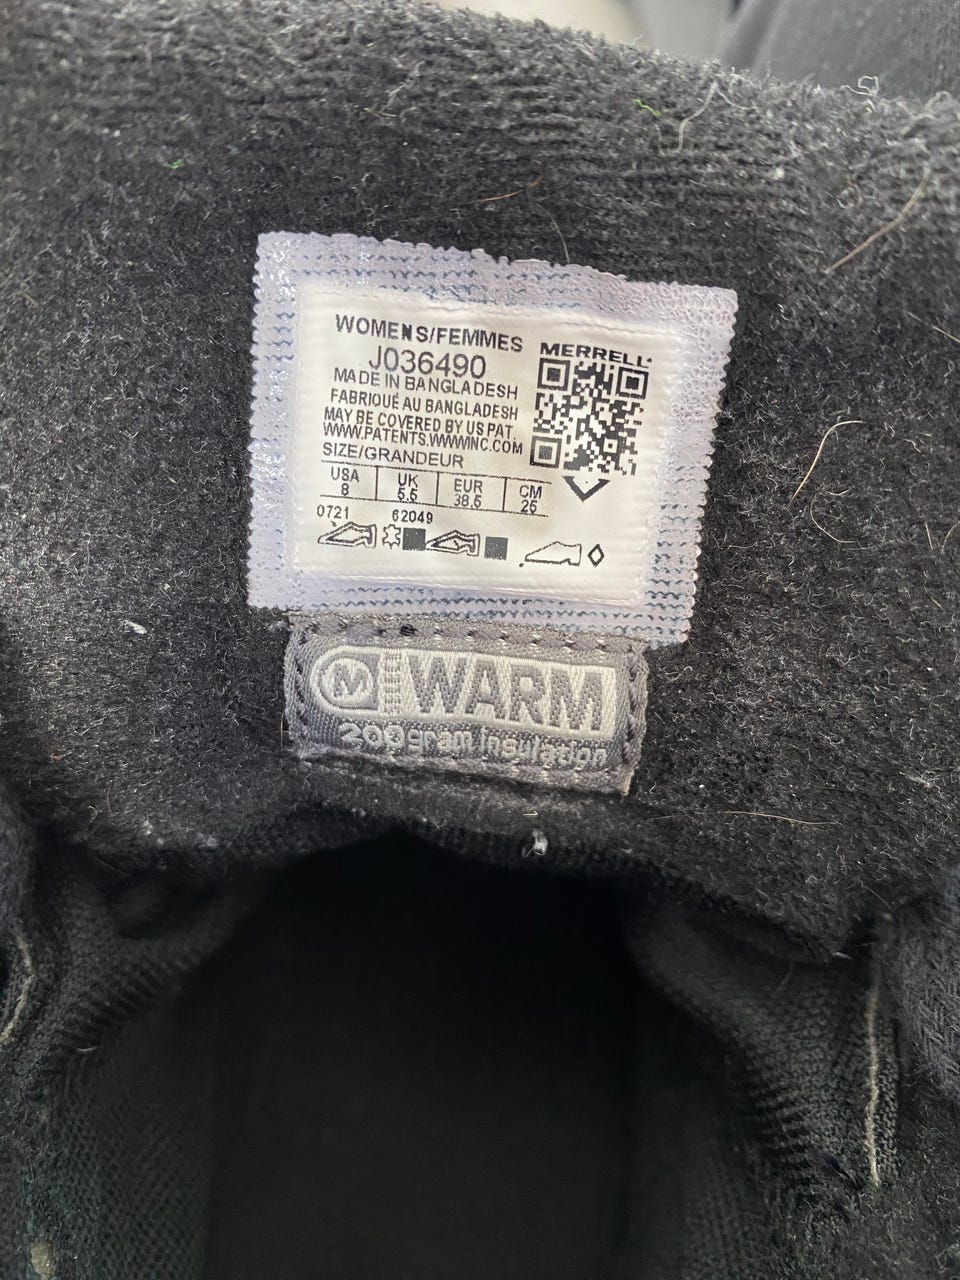 WOMENS/FEMMES
J036490
MADE IN BANGLADESH
FABRIQUÉ AU BANGLADESH
MAY BE COVERED BY US PAT
WWW.PATENTS.WWWINC.COM
SIZE/GRANDEUR
USA UK EUR CM
8 5.5 38.5 25
0721 62049
MERRELL
M WARM
200gram insulation